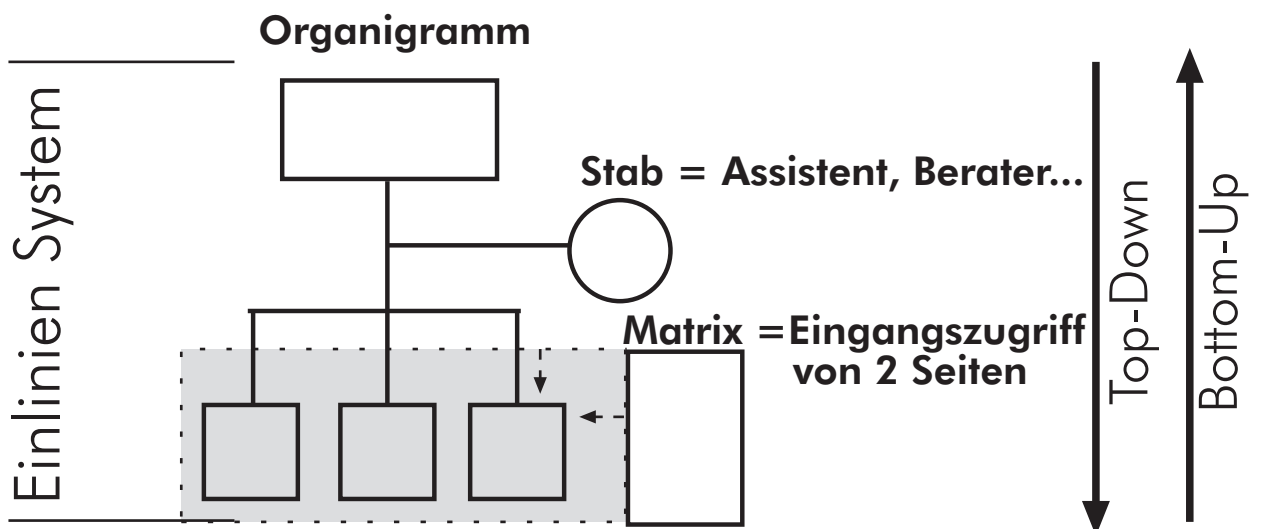 Organigramm
Einlinien System
Stab = Assistent, Berater...
Matrix =Eingangszugriff
von 2 Seiten
Top-Down
Bottom-Up